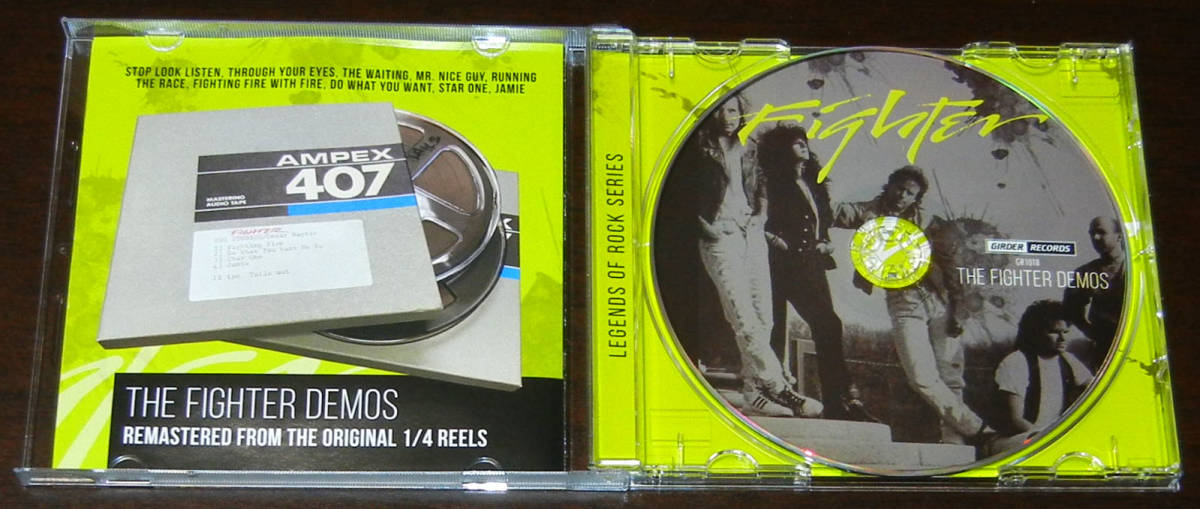 STOP LOOK LISTEN, THROUGH YOUR EYES, THE WAITING, MR. NICE GUY, RUNNING
THE RACE, FIGHTING FIRE WITH FIRE, DO WHAT YOU WANT, STAR ONE, JAMIE
AMPEX
407
MASTERING
AUDIO TAPE
FIGHTER
THE FIGHTER DEMOS
REMASTERED FROM THE ORIGINAL 1/4 REELS
LEGENDS OF ROCK SERIES
Fighter
GIRDER RECORDS
GR1018
THE FIGHTER DEMOS